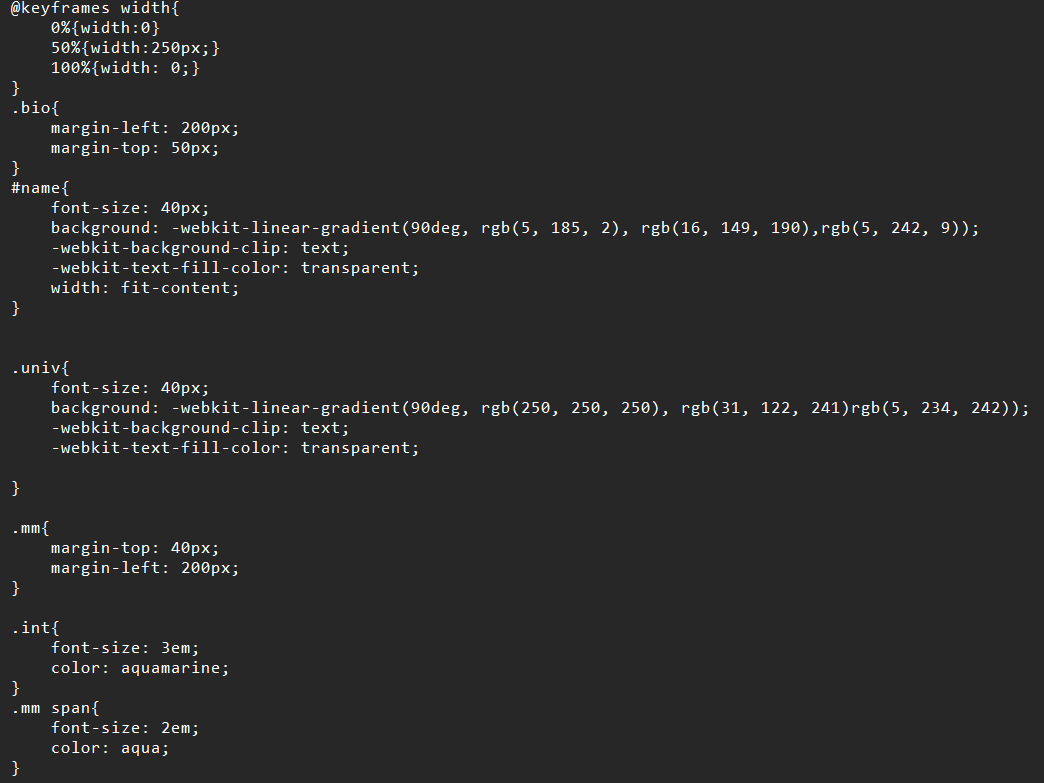 @keyframes width{
    0%{width:0}
    50%{width:250px;}
    100%{width: 0;}
}
.bio{
    margin-left: 200px;
    margin-top: 50px;
}
#name{
    font-size: 40px;
    background: -webkit-linear-gradient(90deg, rgb(5, 185, 2), rgb(16, 149, 190),rgb(5, 242, 9));
    -webkit-background-clip: text;
    -webkit-text-fill-color: transparent;
    width: fit-content;
}
.univ{
    font-size: 40px;
    background: -webkit-linear-gradient(90deg, rgb(250, 250, 250), rgb(31, 122, 241)rgb(5, 234, 242));
    -webkit-background-clip: text;
    -webkit-text-fill-color: transparent;
}
.mm{
    margin-top: 40px;
    margin-left: 200px;
}
.int{
    font-size: 3em;
    color: aquamarine;
}
.mm span{
    font-size: 2em;
    color: aqua;
}